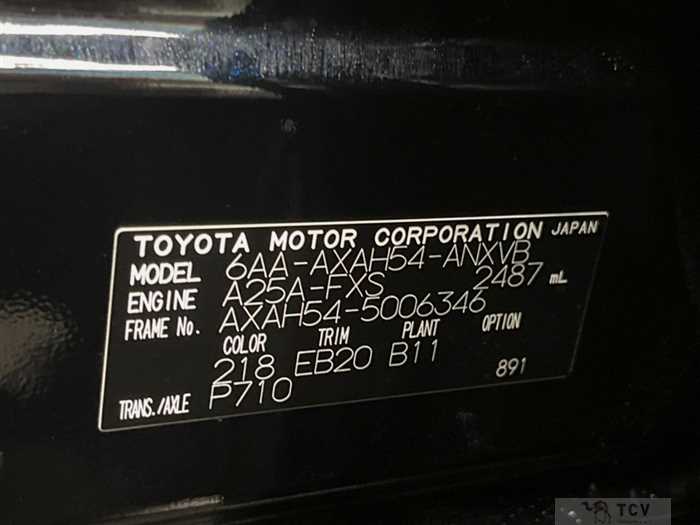 TOYOTA MOTOR CORPORATION JAPAN
MODEL 6AA-AXAH54-ANXVB
ENGINE A25A-FXS 2487 mL
FRAME No. AXAH54-5006346
COLOR TRIM PLANT OPTION
218 EB20 B11 891
TRANS./AXLE P710
TCV